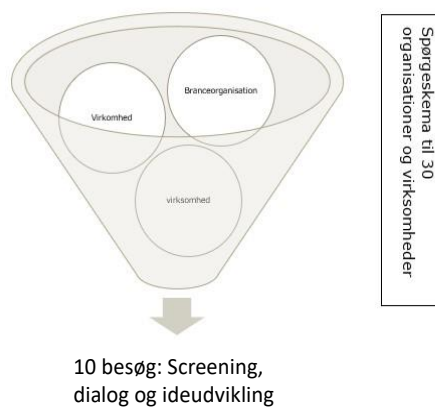 Branceorganisation
Virkomhed
virksomhed
Spørgeskema til 30
organisationer og virksomheder
10 besøg: Screening,
dialog og ideudvikling